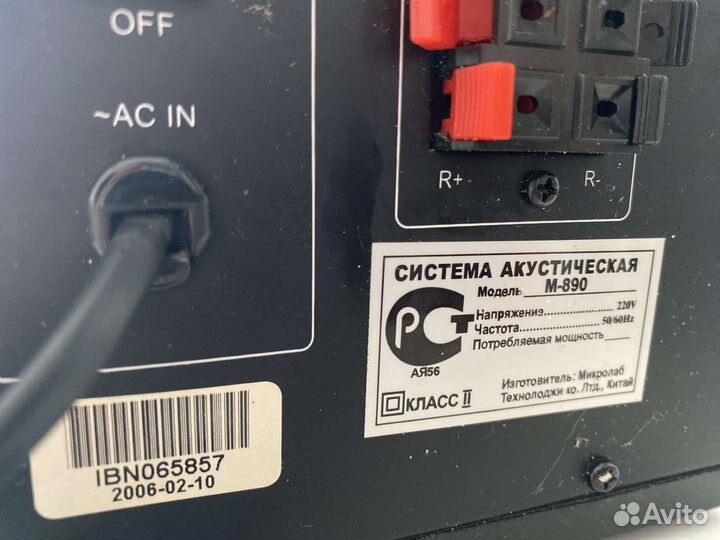 OFF
~AC IN
R+
R-
СИСТЕМА АКУСТИЧЕСКАЯ
Модель M-890
Напряжение 220V
Частота 50/60Hz
Потребляемая мощность
РСТ
АЯ56
КЛАСС II
Изготовитель: Микролаб
Технолоджи ко. Лтд., Китай
IBN065857
2006-02-10
Avito